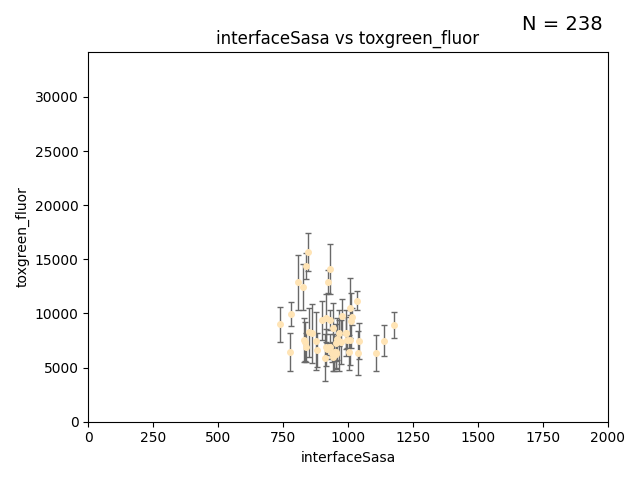 N = 238
interfaceSasa vs toxgreen_fluor
30000
25000
20000
15000
10000
5000
0
toxgreen_fluor
0 250 500 750 1000 1250 1500 1750 2000
interfaceSasa